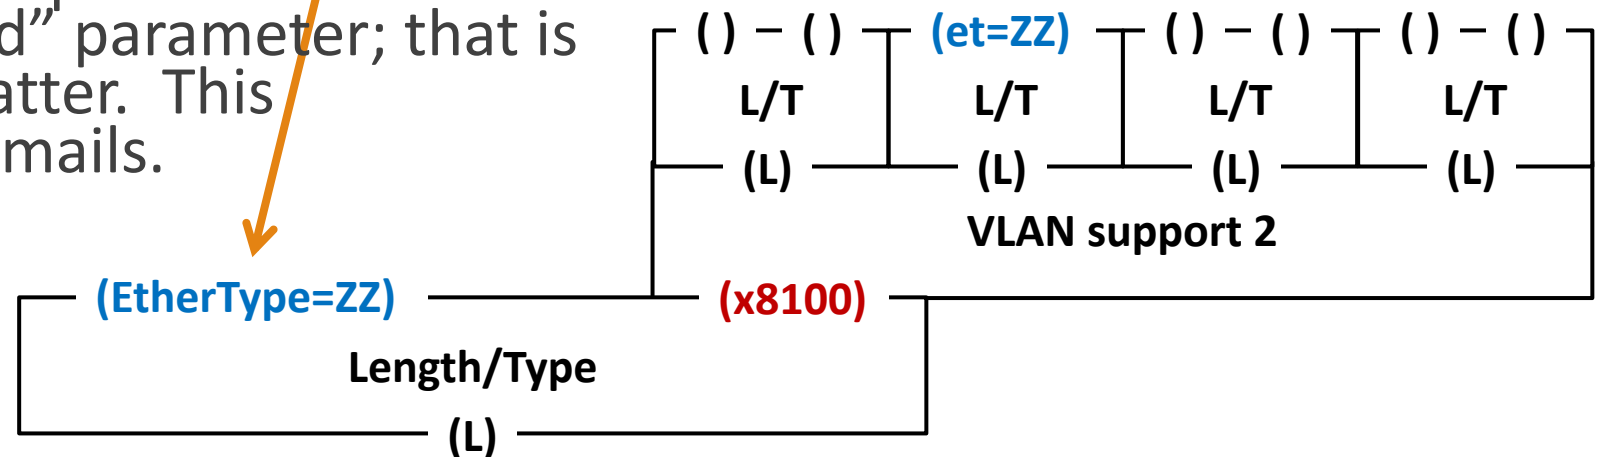 d” parameter; that is
atter. This
mails.
( ) ( ) (et=ZZ) ( ) ( ) ( ) ( )
L/T L/T L/T L/T
(L) (L) (L) (L)
VLAN support 2
(EtherType=ZZ) (x8100)
Length/Type
(L)